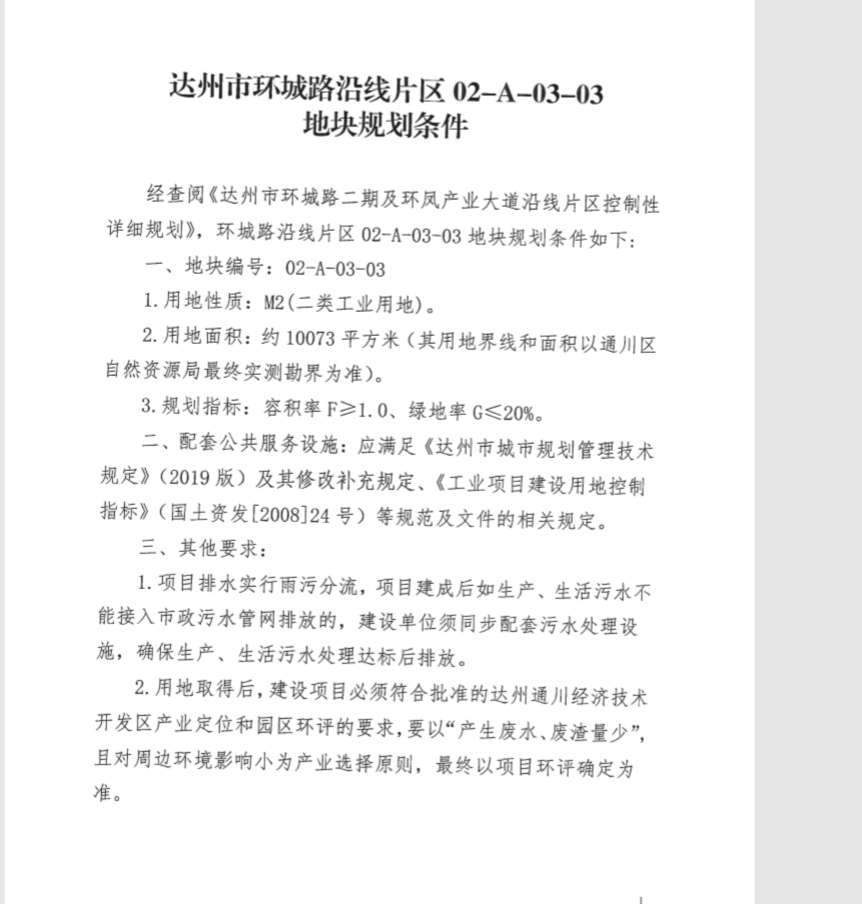 达州市环城路沿线片区 02-A-03-03
地块规划条件
经查阅《达州市环城路二期及环凤产业大道沿线片区控制性
详细规划》，环城路沿线片区 02-A-03-03 地块规划条件如下：
一、地块编号：02-A-03-03
1.用地性质：M2(二类工业用地)。
2.用地面积：约 10073 平方米（其用地界线和面积以通川区
自然资源局最终实测勘界为准）。
3.规划指标：容积率 F≥1.0、绿地率 G≤20%。
二、配套公共服务设施：应满足《达州市城市规划管理技术
规定》（2019 版）及其修改补充规定、《工业项目建设用地控制
指标》（国土资发[2008]24 号）等规范及文件的相关规定。
三、其他要求：
1.项目排水实行雨污分流，项目建成后如生产、生活污水不
能接入市政污水管网排放的，建设单位须同步配套污水处理设
施，确保生产、生活污水处理达标后排放。
2.用地取得后，建设项目必须符合批准的达州通川经济技术
开发区产业定位和园区环评的要求，要以“产生废水、废渣量少”，
且对周边环境影响小为产业选择原则，最终以项目环评确定为
准。
1